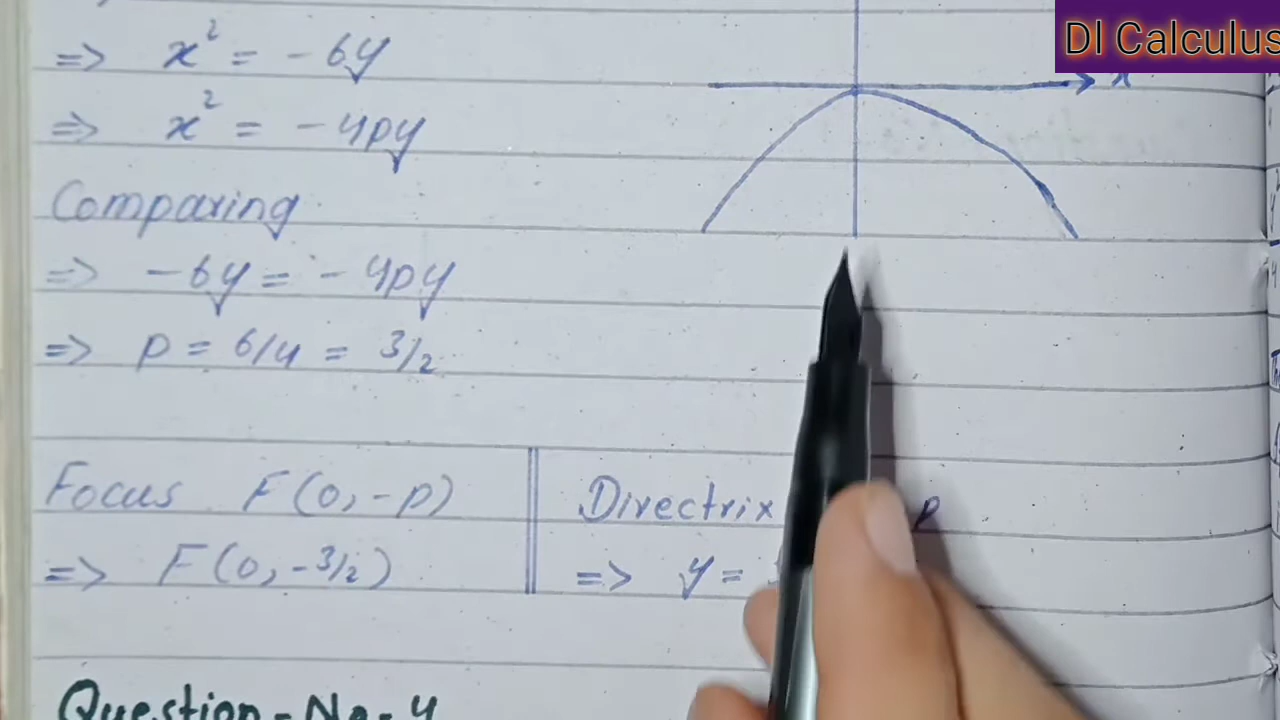 DI Calculus
=> x² = -6y
x
=> x² = -4py
Comparing
=> -6y = -4py
=> p = 6/4 = 3/2
Focus F(0, -p)
Directrix p
=> F(0, -3/2)
=> y =
Question - No - 4